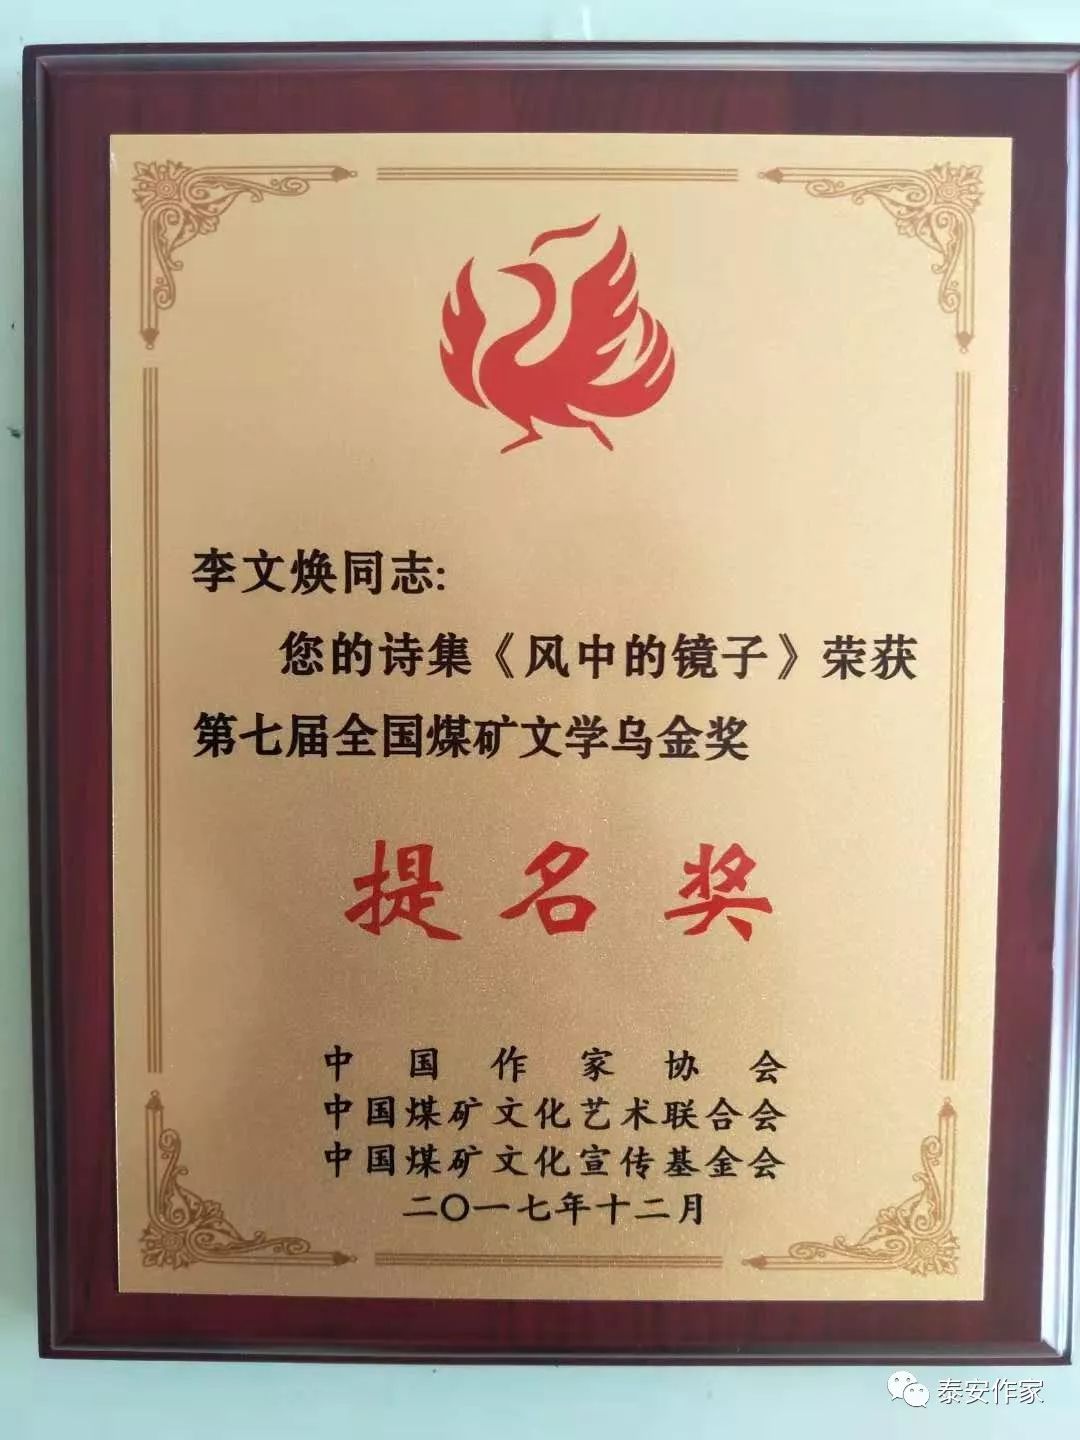 李文焕同志:
您的诗集《风中的镜子》荣获
第七届全国煤矿文学乌金奖
提名奖
中国作家协会
中国煤矿文化艺术联合会
中国煤矿文化宣传基金会
二〇一七年十二月
泰安作家